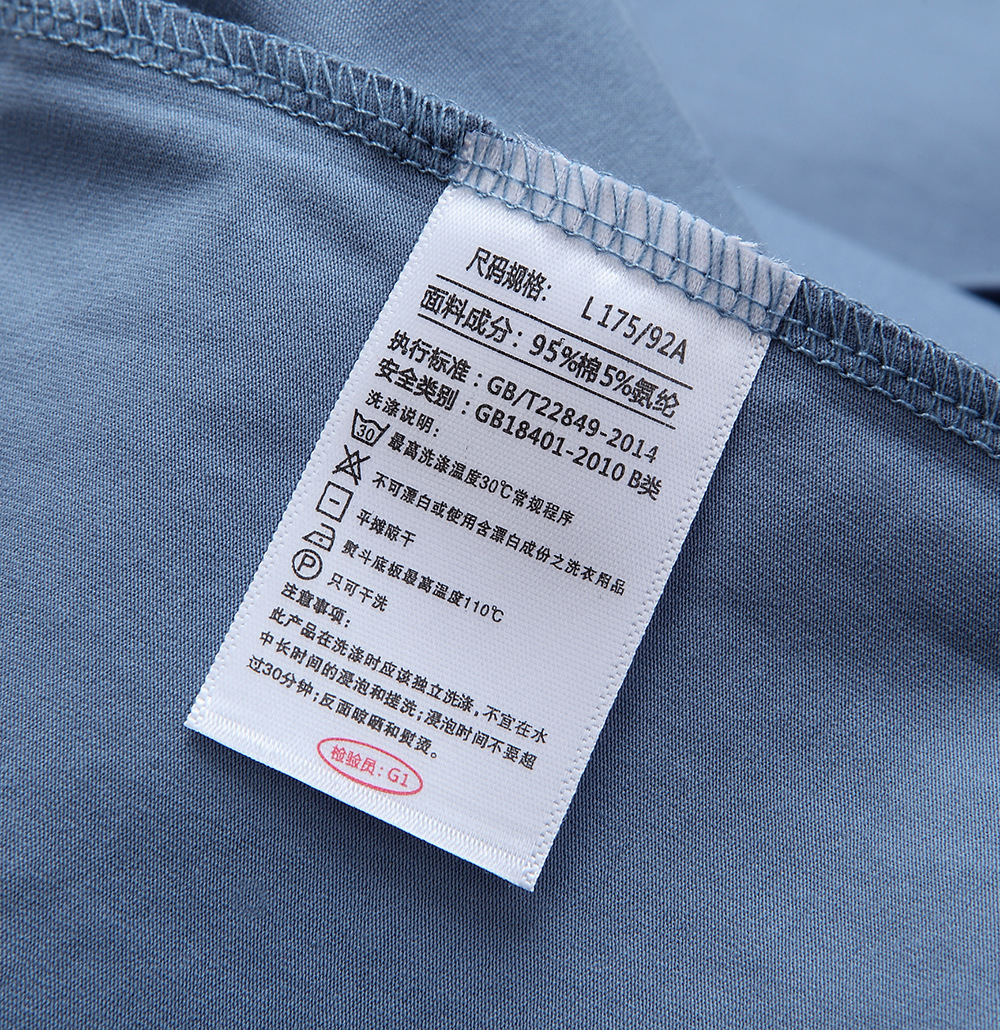 尺码规格: L 175/92A
面料成分: 95%棉5%氨纶
执行标准: GB/T22849-2014
安全类别: GB18401-2010 B类
洗涤说明:
30 最高洗涤温度30℃常规程序
不可漂白或使用含漂白成份之洗衣用品
平摊晾干
熨斗底板最高温度110℃
P 只可干洗
注意事项:
此产品在洗涤时应该独立洗涤,不宜在水
中长时间的浸泡和搓洗;浸泡时间不要超
过30分钟;反面晾晒和熨烫。
检验员: G1